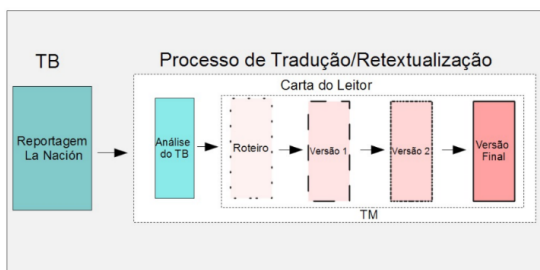 TB
Processo de Tradução/Retextualização
Carta do Leitor
Reportagem
La Nación
Análise
do TB
Roteiro
Versão 1
Versão 2
Versão
Final
TM